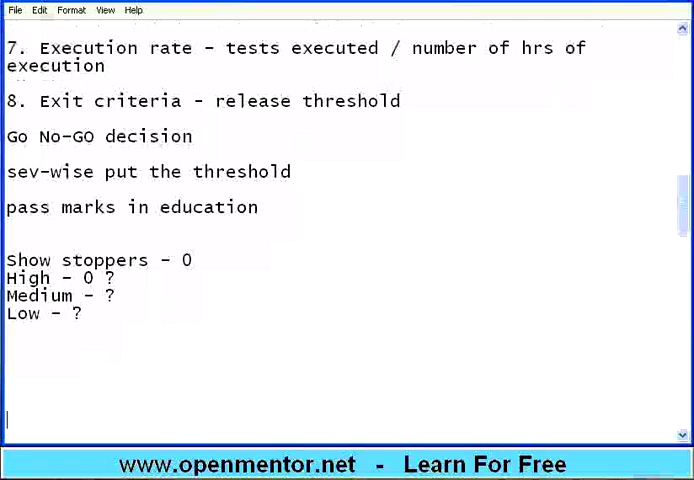 File Edit Format View Help
7. Execution rate - tests executed / number of hrs of
execution
8. Exit criteria - release threshold
Go No-GO decision
sev-wise put the threshold
pass marks in education
Show stoppers - 0
High - 0 ?
Medium - ?
Low - ?
www.openmentor.net - Learn For Free